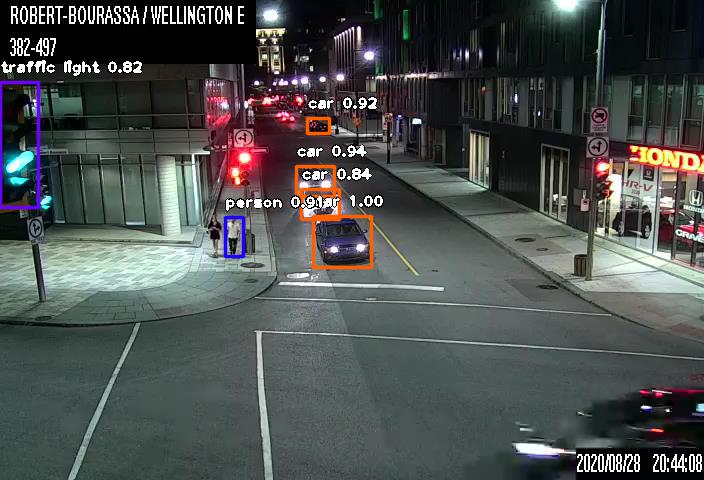 ROBERT-BOURASSA / WELLINGTON E
382-497
traffic light 0.82
car 0.92
car 0.94
car 0.84
person 0.91
car 1.00
HONDA
HR-V
HONDA
2020/08/28 20:44:08